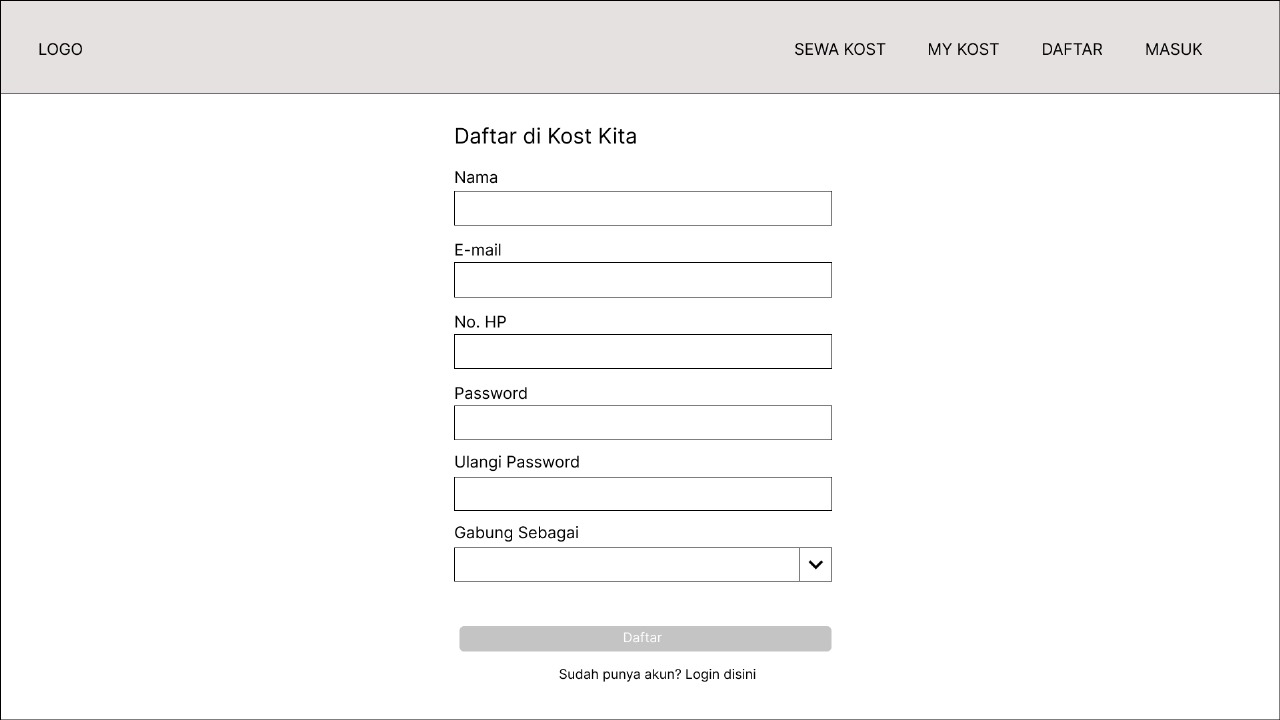 LOGO
SEWA KOST
MY KOST
DAFTAR
MASUK
Daftar di Kost Kita
Nama
E-mail
No. HP
Password
Ulangi Password
Gabung Sebagai
Daftar
Sudah punya akun? Login disini